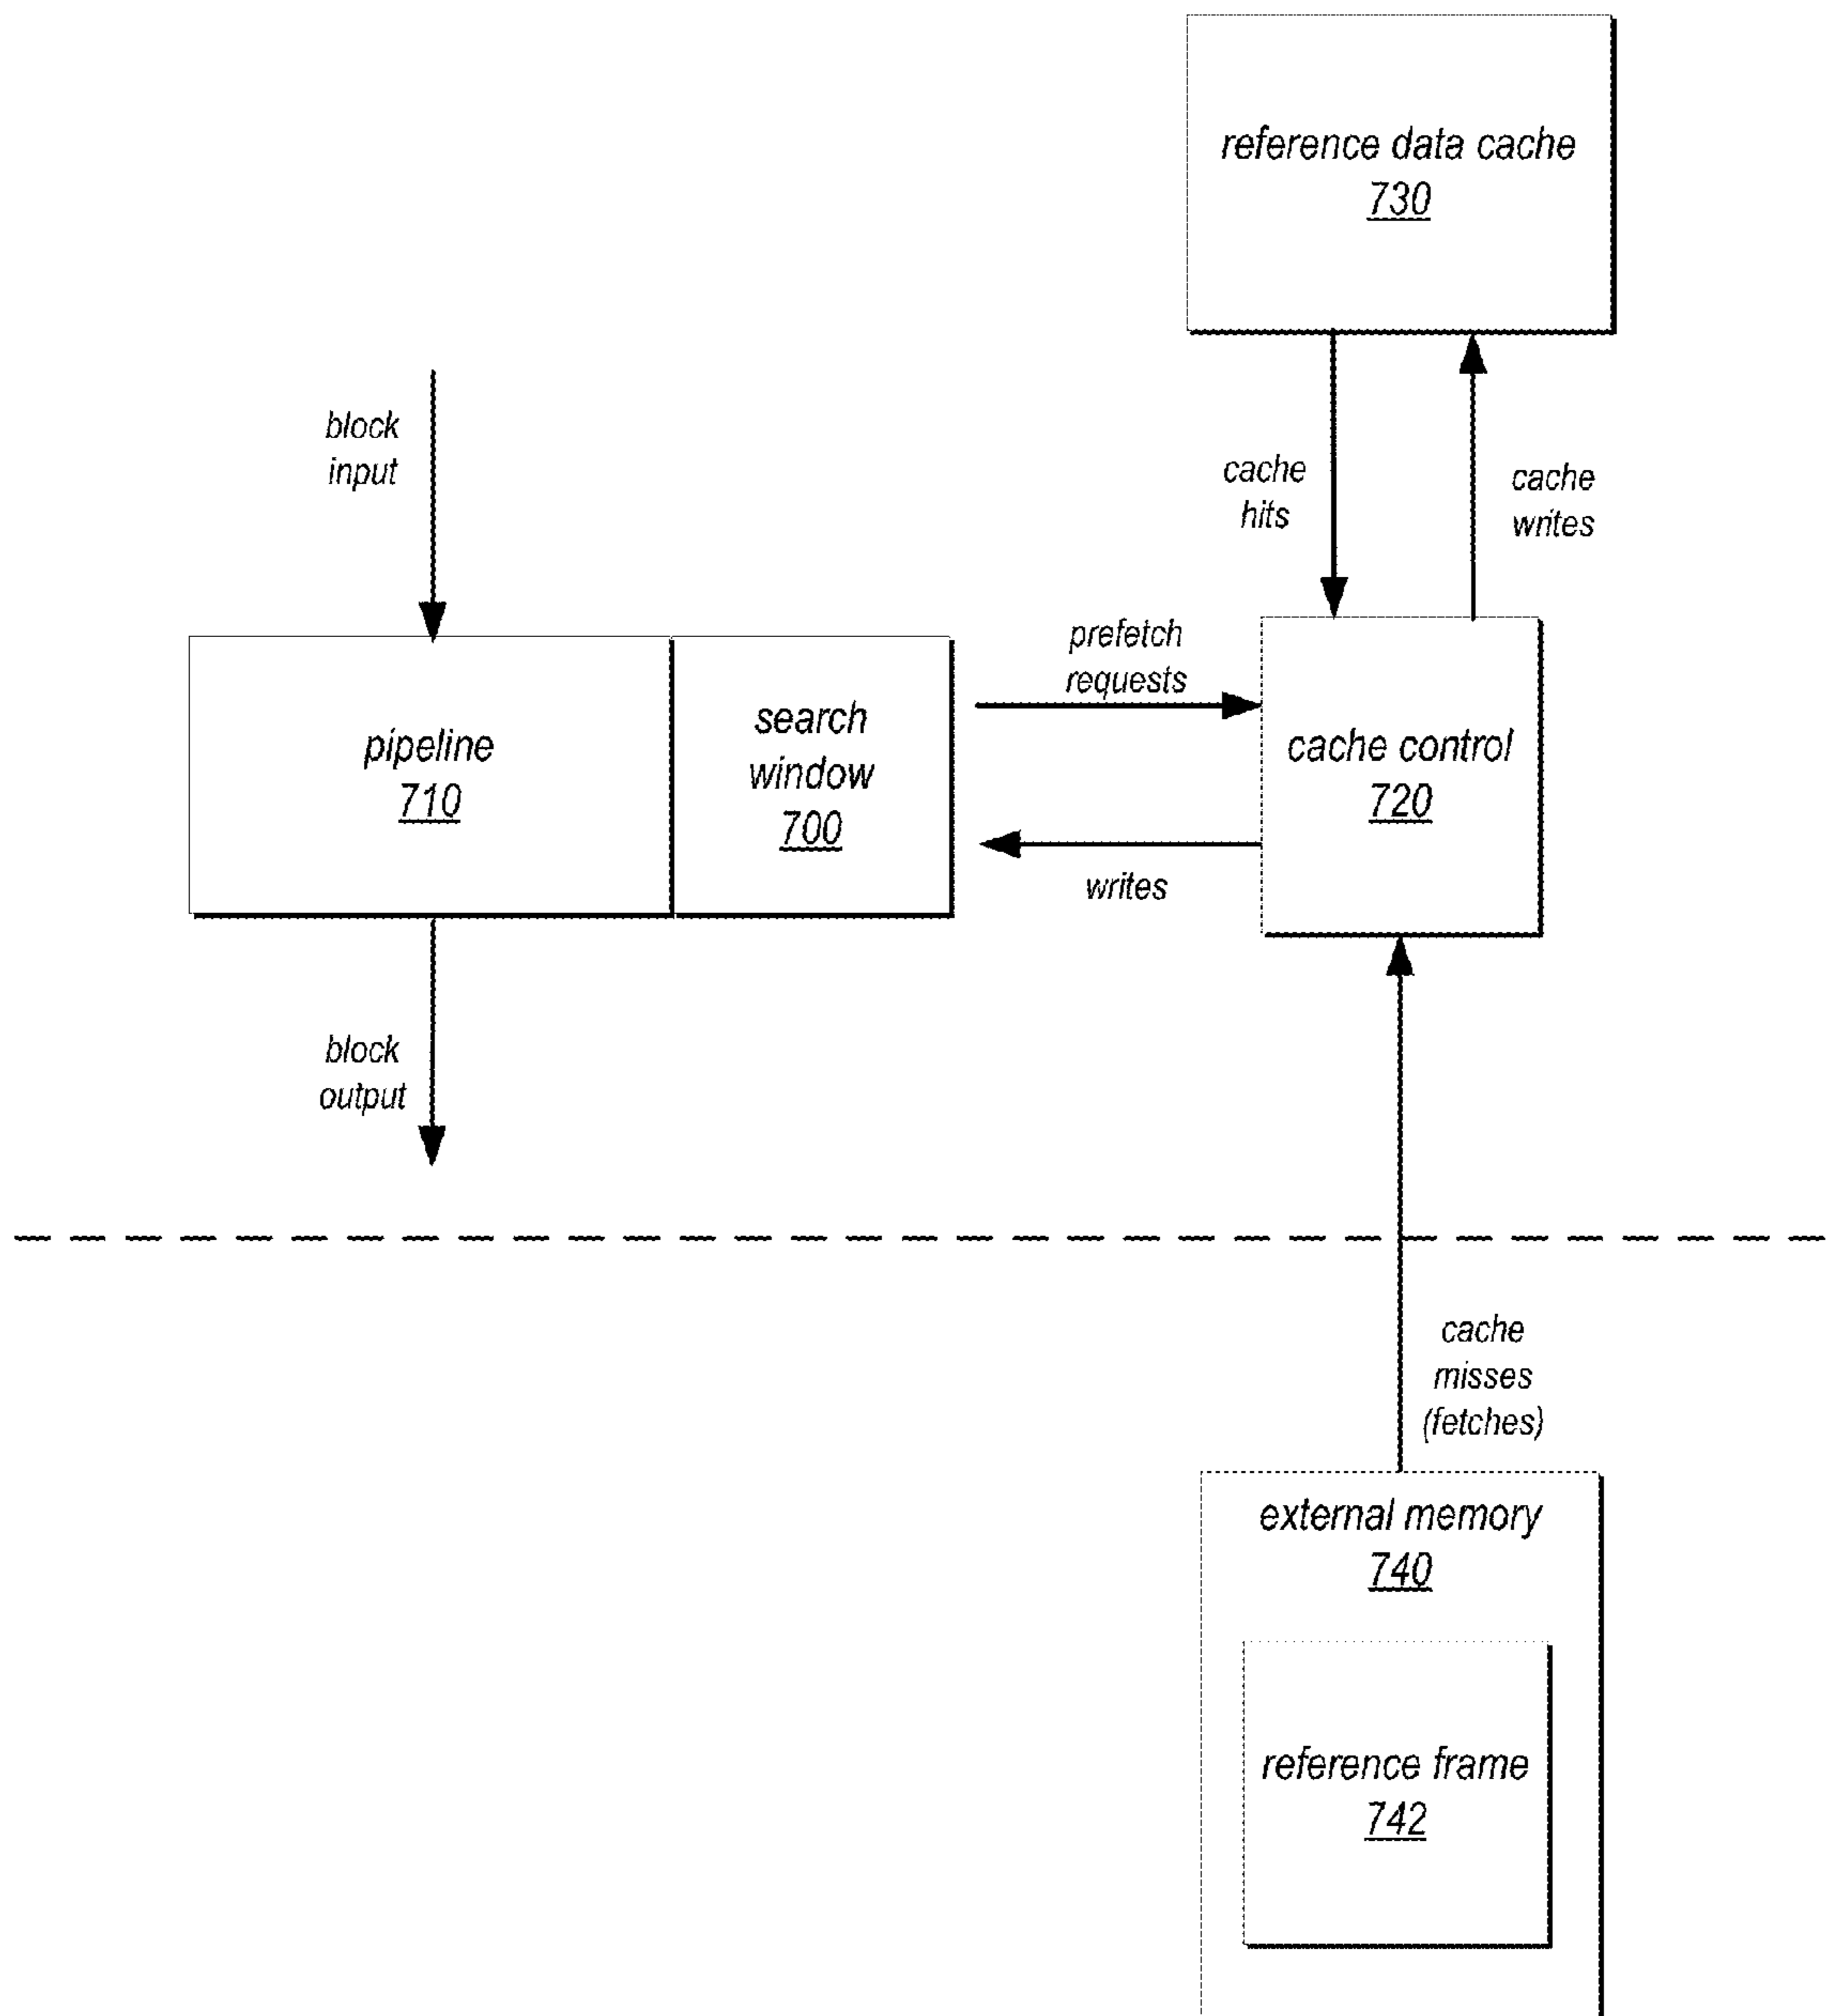 reference data cache
730
block
input
cache
hits
cache
writes
prefetch
requests
pipeline
710
search
window
700
cache control
720
writes
block
output
cache
misses
(fetches)
external memory
740
reference frame
742